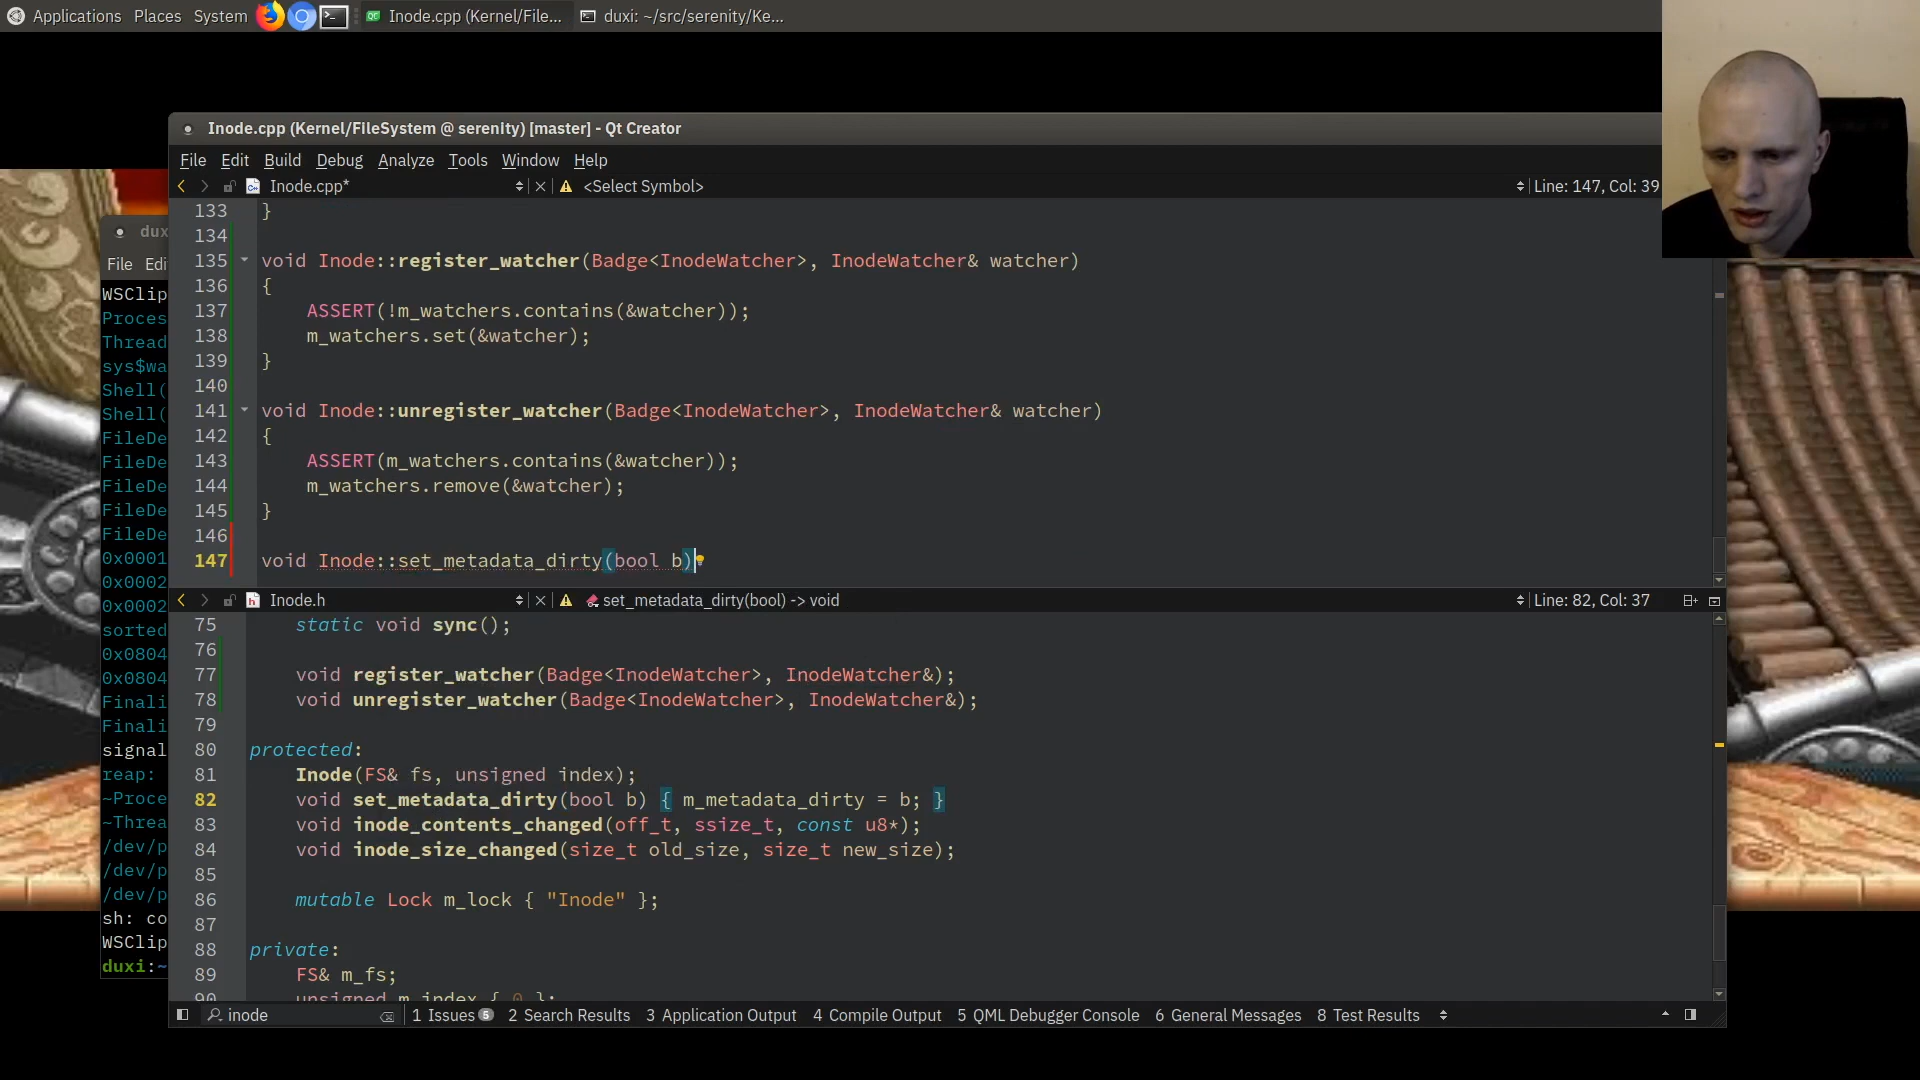 Applications Places System Inode.cpp (Kernel/File... duxi: ~/src/serenity/Ke...
Inode.cpp (Kernel/FileSystem @ serenity) [master] - Qt Creator
File Edit Build Debug Analyze Tools Window Help
Inode.cpp* <Select Symbol> Line: 147, Col: 39
133 }
134
135 void Inode::register_watcher(Badge<InodeWatcher>, InodeWatcher& watcher)
136 {
137 ASSERT(!m_watchers.contains(&watcher));
138 m_watchers.set(&watcher);
139 }
140
141 void Inode::unregister_watcher(Badge<InodeWatcher>, InodeWatcher& watcher)
142 {
143 ASSERT(m_watchers.contains(&watcher));
144 m_watchers.remove(&watcher);
145 }
146
147 void Inode::set_metadata_dirty(bool b)
Inode.h set_metadata_dirty(bool) -> void Line: 82, Col: 37
75 static void sync();
76
77 void register_watcher(Badge<InodeWatcher>, InodeWatcher&);
78 void unregister_watcher(Badge<InodeWatcher>, InodeWatcher&);
79
80 protected:
81 Inode(FS& fs, unsigned index);
82 void set_metadata_dirty(bool b) { m_metadata_dirty = b; }
83 void inode_contents_changed(off_t, ssize_t, const u8*);
84 void inode_size_changed(size_t old_size, size_t new_size);
85
86 mutable Lock m_lock { "Inode" };
87
88 private:
89 FS& m_fs;
90 unsigned m_index { 0 };
inode 1 Issues 5 2 Search Results 3 Application Output 4 Compile Output 5 QML Debugger Console 6 General Messages 8 Test Results
dux
File Edi
WSClip
Proces
Thread
sys$wa
Shell(
Shell(
FileDe
FileDe
FileDe
FileDe
FileDe
0x0001
0x0002
0x0002
sorted
0x0804
0x0804
Finali
Finali
signal
reap:
~Proce
~Threa
/dev/p
/dev/p
/dev/p
sh: co
WSClip
duxi:~